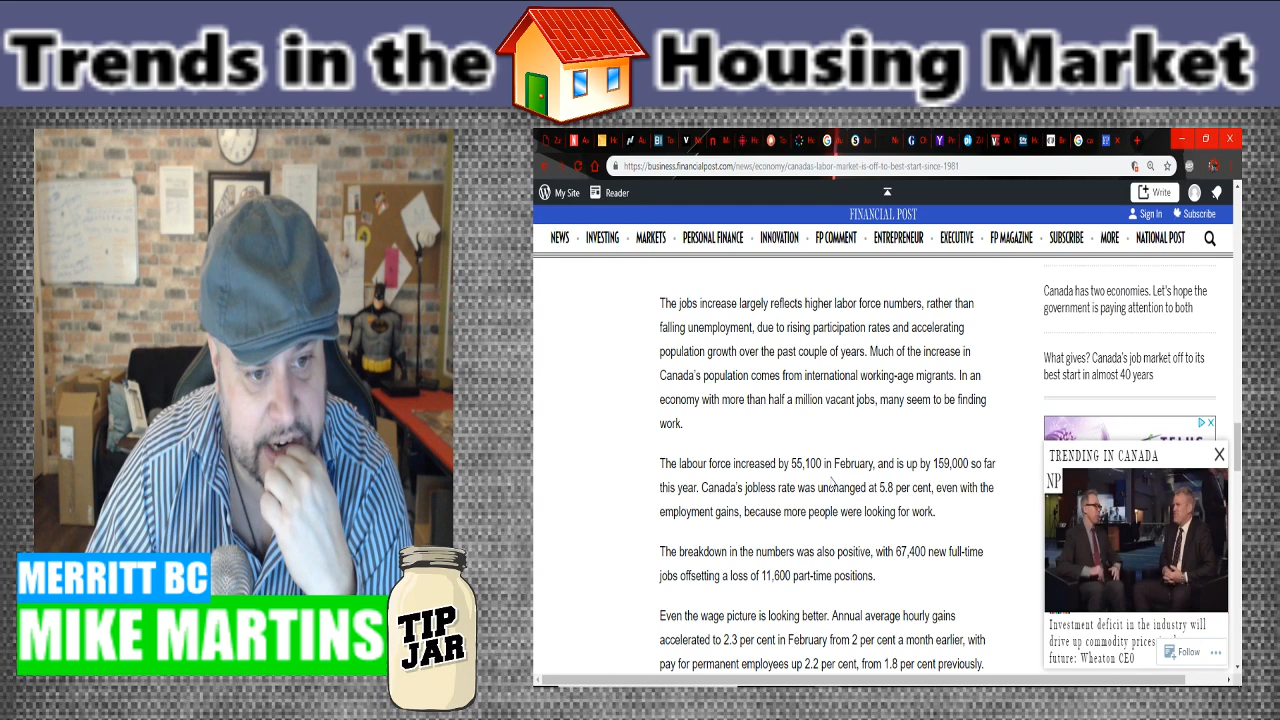 Trends in the Housing Market
https://business.financialpost.com/news/economy/canadas-labor-market-is-off-to-best-start-since-1981
My Site Reader Write
FINANCIAL POST Sign In Subscribe
NEWS INVESTING MARKETS PERSONAL FINANCE INNOVATION FP COMMENT ENTREPRENEUR EXECUTIVE FP MAGAZINE SUBSCRIBE MORE NATIONAL POST
The jobs increase largely reflects higher labor force numbers, rather than
falling unemployment, due to rising participation rates and accelerating
population growth over the past couple of years. Much of the increase in
Canada's population comes from international working-age migrants. In an
economy with more than half a million vacant jobs, many seem to be finding
work.
The labour force increased by 55,100 in February, and is up by 159,000 so far
this year. Canada's jobless rate was unchanged at 5.8 per cent, even with the
employment gains, because more people were looking for work.
The breakdown in the numbers was also positive, with 67,400 new full-time
jobs offsetting a loss of 11,600 part-time positions.
Even the wage picture is looking better. Annual average hourly gains
accelerated to 2.3 per cent in February from 2 per cent a month earlier, with
pay for permanent employees up 2.2 per cent, from 1.8 per cent previously.
Canada has two economies. Let's hope the
government is paying attention to both
What gives? Canada's job market off to its
best start in almost 40 years
TELUS
TRENDING IN CANADA
NP
Investment deficit in the industry will
drive up commodity prices
future: Wheaton CEO
Follow
MERRITT BC
MIKE MARTINS
TIP
JAR